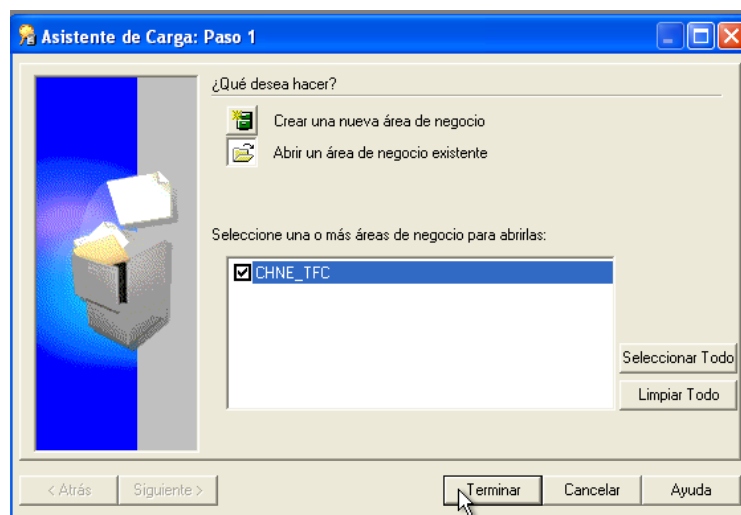 Asistente de Carga: Paso 1
¿Qué desea hacer?
Crear una nueva área de negocio
Abrir un área de negocio existente
Seleccione una o más áreas de negocio para abrirlas:
CHNE_TFC
Seleccionar Todo
Limpiar Todo
< Atrás Siguiente > Terminar Cancelar Ayuda